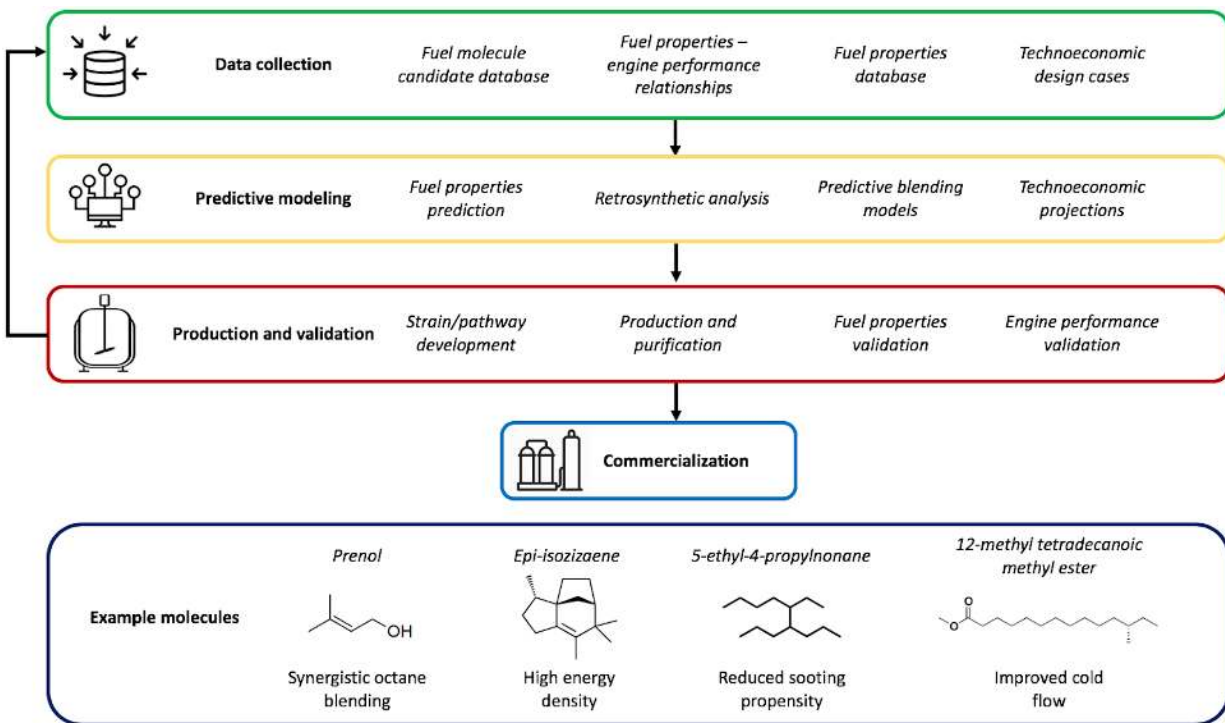 Data collection
Fuel molecule
candidate database
Fuel properties –
engine performance
relationships
Fuel properties
database
Technoeconomic
design cases
Predictive modeling
Fuel properties
prediction
Retrosynthetic analysis
Predictive blending
models
Technoeconomic
projections
Production and validation
Strain/pathway
development
Production and
purification
Fuel properties
validation
Engine performance
validation
Commercialization
Example molecules
Prenol
OH
Synergistic octane
blending
Epi-isozizaene
High energy
density
5-ethyl-4-propylnonane
Reduced sooting
propensity
12-methyl tetradecanoic
methyl ester
O
O
Improved cold
flow